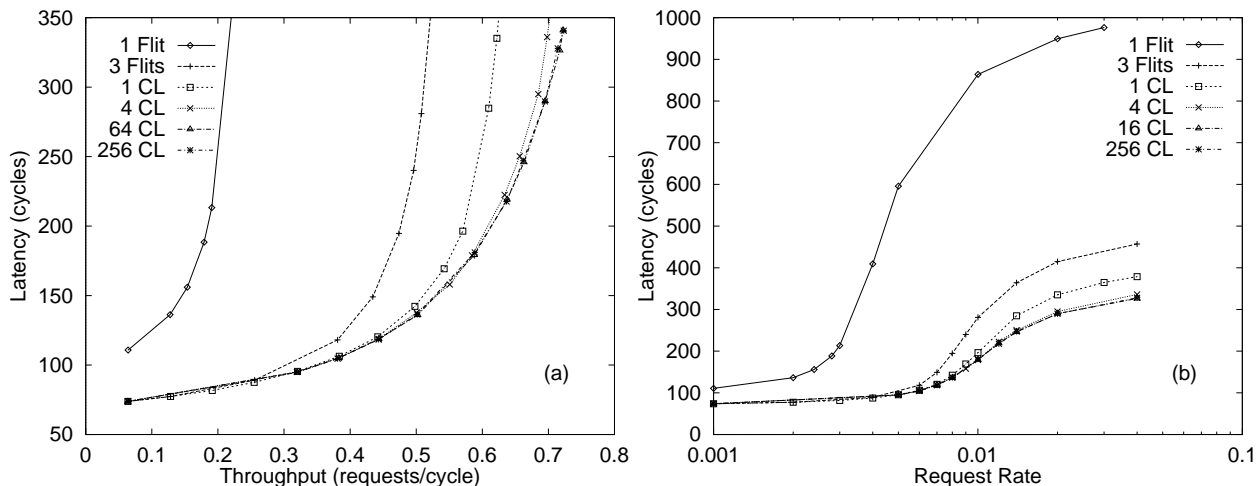 350
300
250
200
150
100
50
Latency (cycles)
1 Flit
3 Flits
1 CL
4 CL
64 CL
256 CL
(a)
0 0.1 0.2 0.3 0.4 0.5 0.6 0.7 0.8
Throughput (requests/cycle)
1000
900
800
700
600
500
400
300
200
100
0
Latency (cycles)
1 Flit
3 Flits
1 CL
4 CL
16 CL
256 CL
(b)
0.001 0.01 0.1
Request Rate